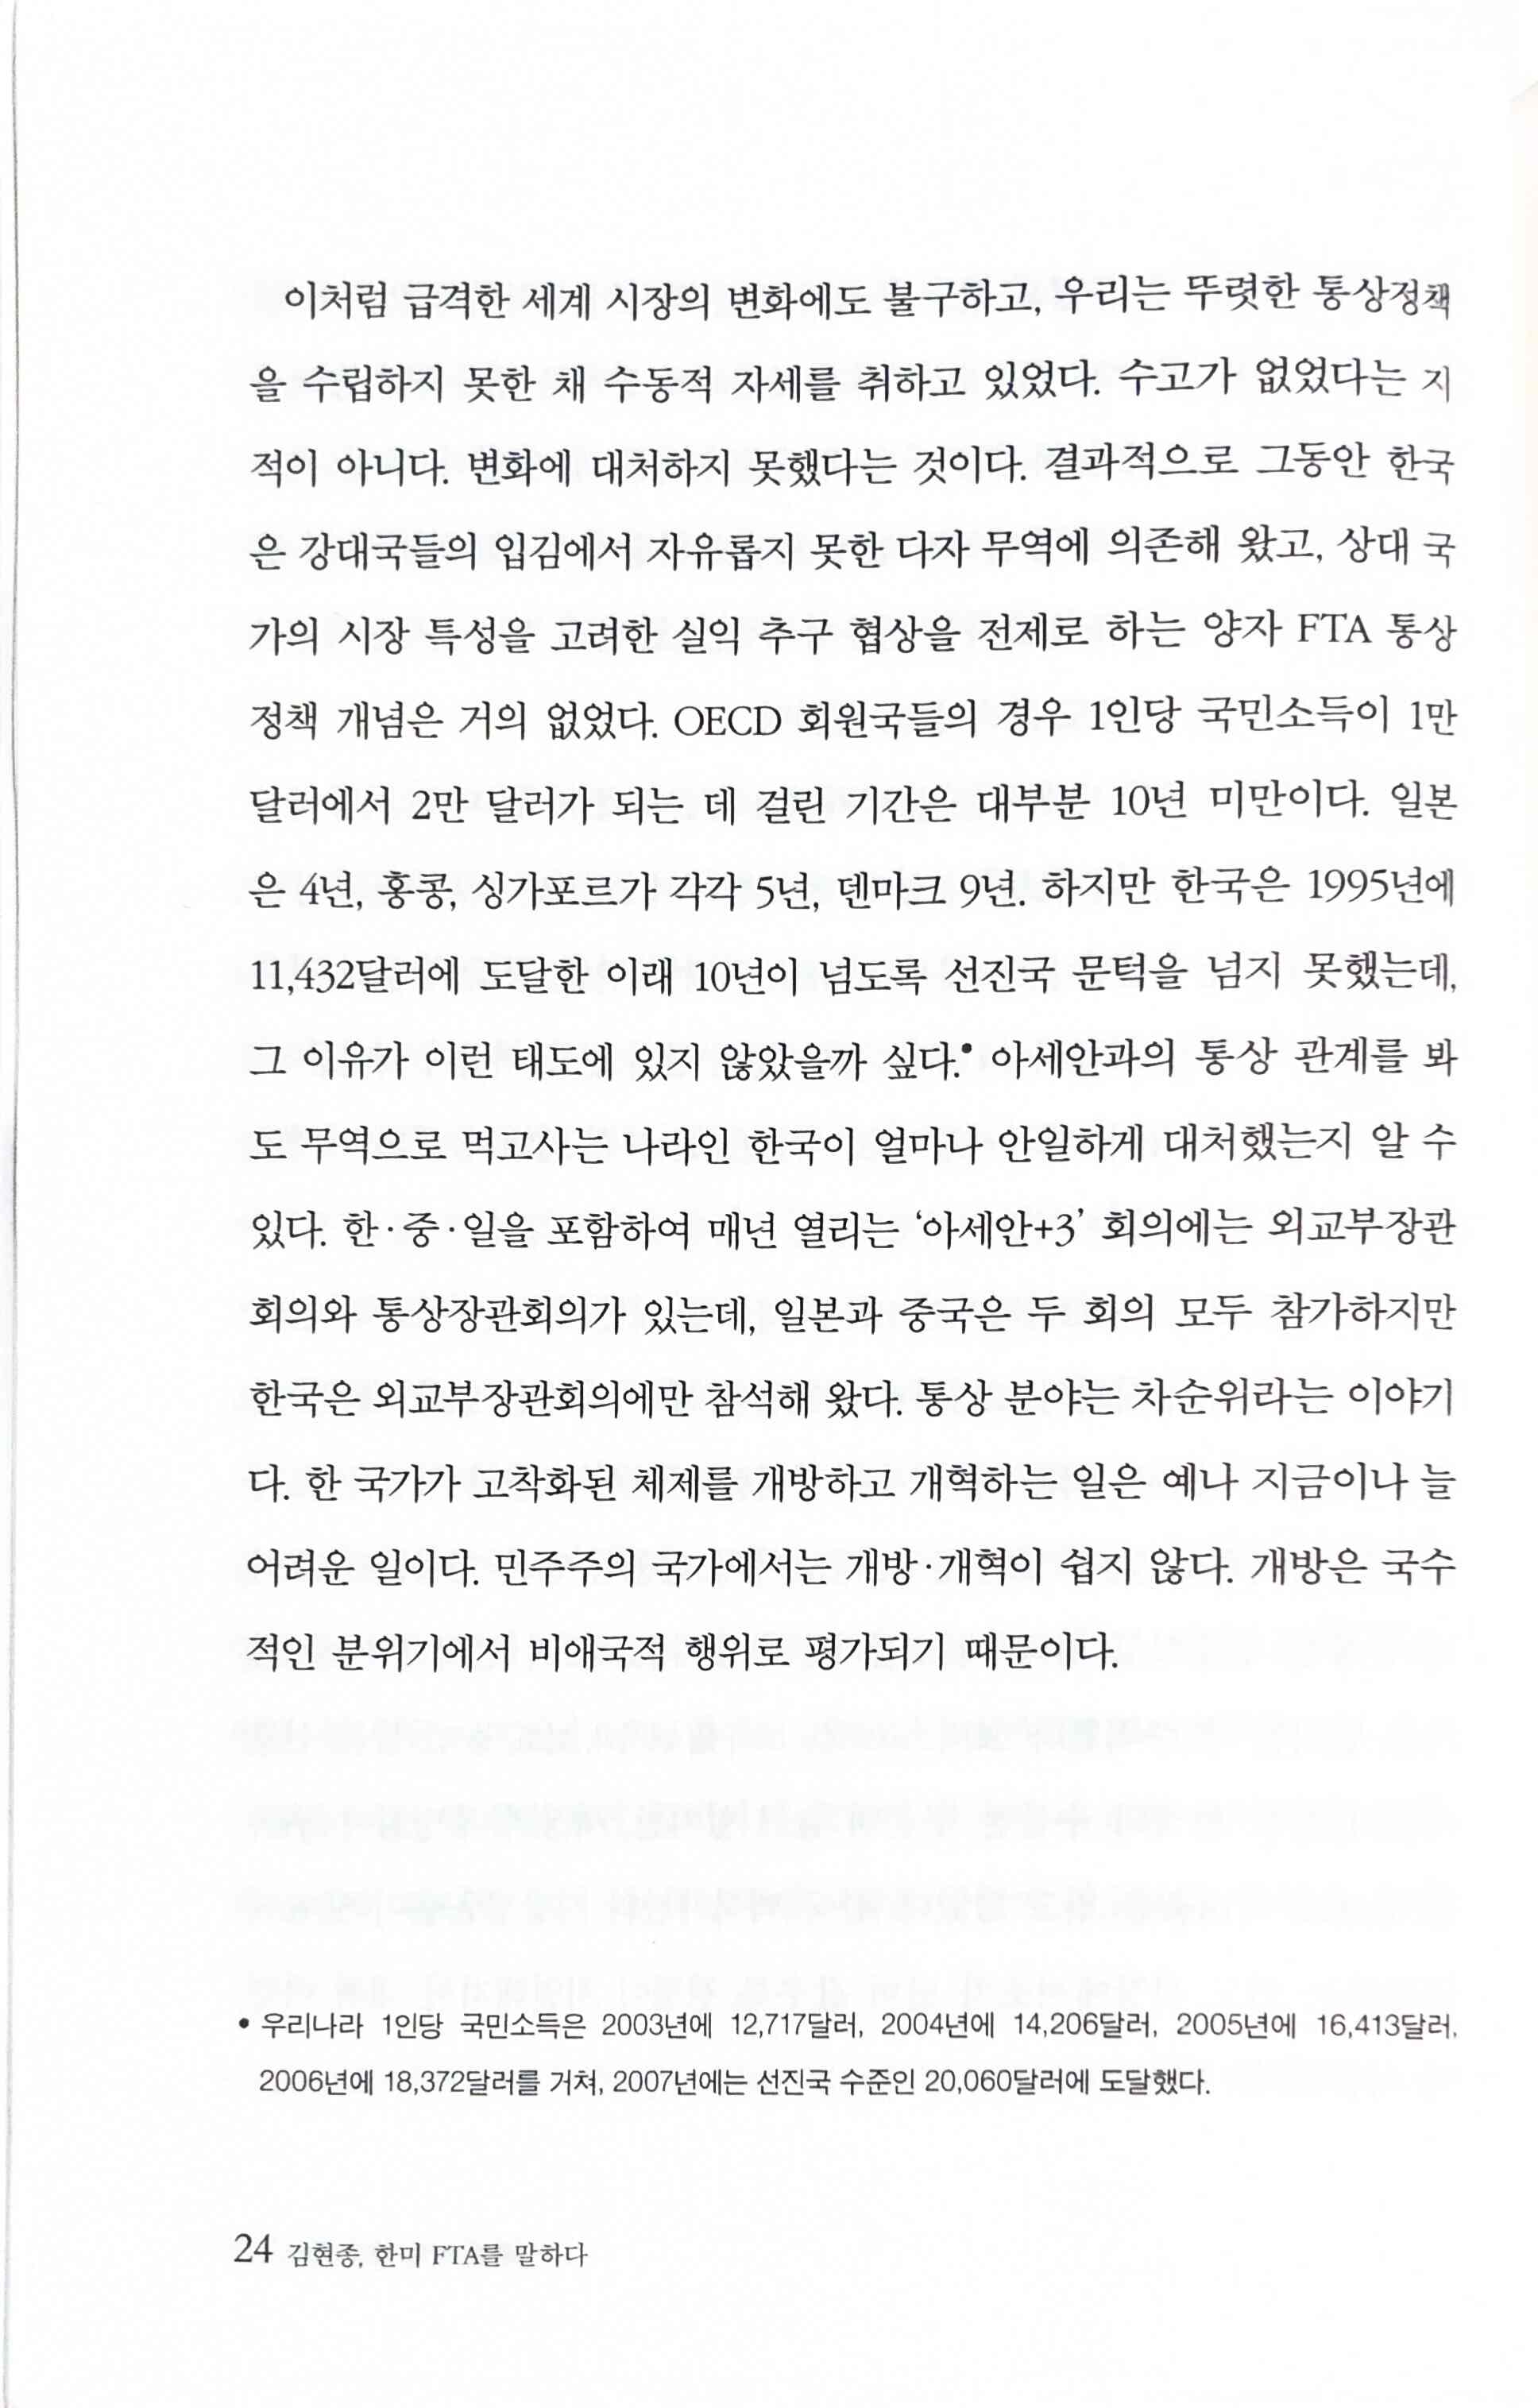 이처럼 급격한 세계 시장의 변화에도 불구하고, 우리는 뚜렷한 통상정책
을 수립하지 못한 채 수동적 자세를 취하고 있었다. 수고가 없었다는 지
적이 아니다. 변화에 대처하지 못했다는 것이다. 결과적으로 그동안 한국
은 강대국들의 입김에서 자유롭지 못한 다자 무역에 의존해 왔고, 상대 국
가의 시장 특성을 고려한 실익 추구 협상을 전제로 하는 양자 FTA 통상
정책 개념은 거의 없었다. OECD 회원국들의 경우 1인당 국민소득이 1만
달러에서 2만 달러가 되는 데 걸린 기간은 대부분 10년 미만이다. 일본
은 4년, 홍콩, 싱가포르가 각각 5년, 덴마크 9년. 하지만 한국은 1995년에
11,432달러에 도달한 이래 10년이 넘도록 선진국 문턱을 넘지 못했는데,
그 이유가 이런 태도에 있지 않았을까 싶다.• 아세안과의 통상 관계를 봐
도 무역으로 먹고사는 나라인 한국이 얼마나 안일하게 대처했는지 알 수
있다. 한·중·일을 포함하여 매년 열리는 ‘아세안+3’ 회의에는 외교부장관
회의와 통상장관회의가 있는데, 일본과 중국은 두 회의 모두 참가하지만
한국은 외교부장관회의에만 참석해 왔다. 통상 분야는 차순위라는 이야기
다. 한 국가가 고착화된 체제를 개방하고 개혁하는 일은 예나 지금이나 늘
어려운 일이다. 민주주의 국가에서는 개방·개혁이 쉽지 않다. 개방은 국수
적인 분위기에서 비애국적 행위로 평가되기 때문이다.
• 우리나라 1인당 국민소득은 2003년에 12,717달러, 2004년에 14,206달러, 2005년에 16,413달러,
2006년에 18,372달러를 거쳐, 2007년에는 선진국 수준인 20,060달러에 도달했다.
24 김현종, 한미 FTA를 말하다